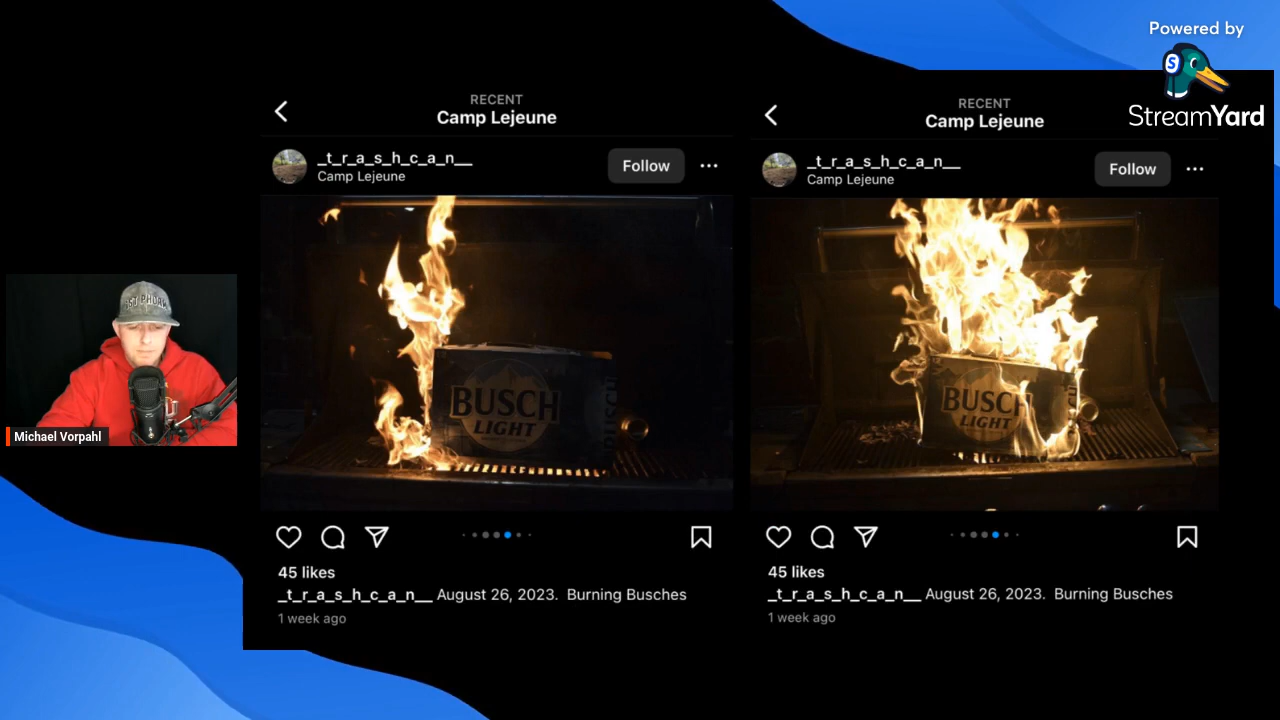 Powered by
StreamYard
RECENT
Camp Lejeune
_t_r_a_s_h_c_a_n__
Camp Lejeune
Follow
BUSCH
LIGHT
BUSCH
45 likes
_t_r_a_s_h_c_a_n__ August 26, 2023. Burning Busches
1 week ago
RECENT
Camp Lejeune
_t_r_a_s_h_c_a_n__
Camp Lejeune
Follow
BUSCH
LIGHT
45 likes
_t_r_a_s_h_c_a_n__ August 26, 2023. Burning Busches
1 week ago
Michael Vorpahl